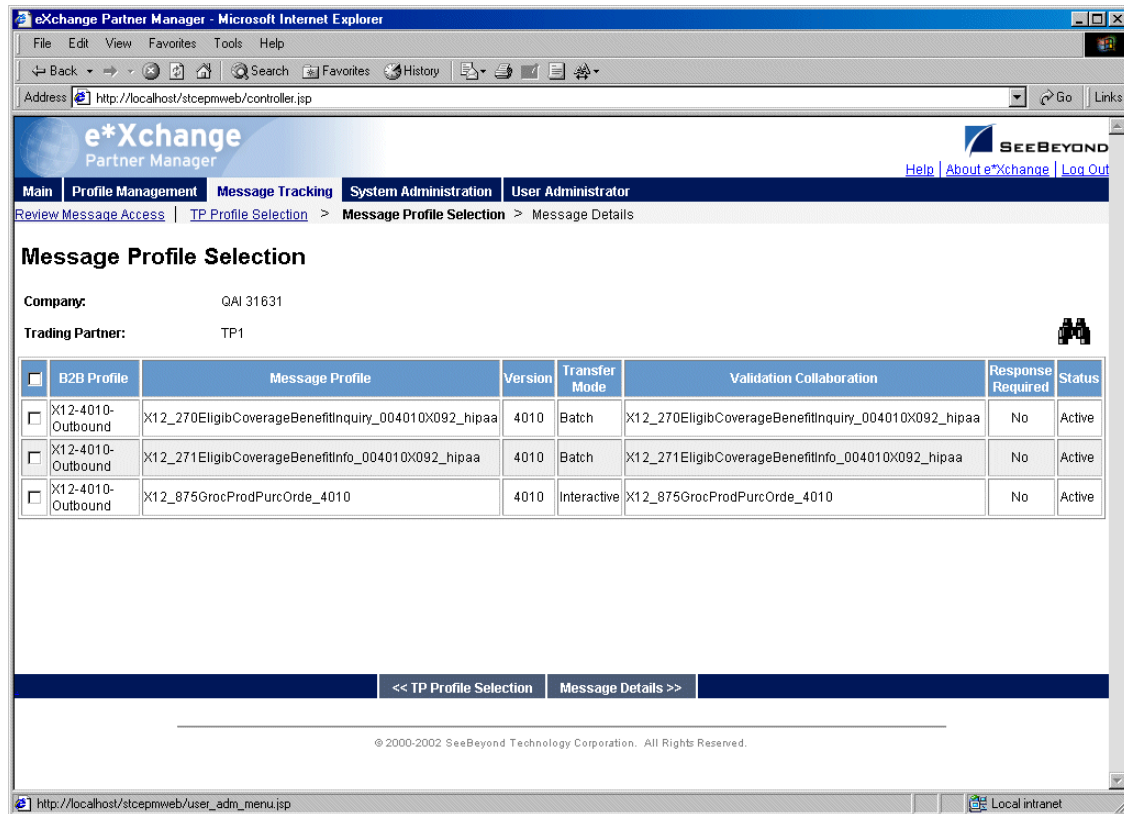 eXchange Partner Manager - Microsoft Internet Explorer
File Edit View Favorites Tools Help
Back Search Favorites History
Address http://localhost/stcepmweb/controller.jsp Go Links
e*Xchange
Partner Manager
SEEBEYOND
Help | About e*Xchange | Log Out
Main Profile Management Message Tracking System Administration User Administrator
Review Message Access | TP Profile Selection > Message Profile Selection > Message Details
Message Profile Selection
Company: QAI 31631
Trading Partner: TP1
B2B Profile Message Profile Version Transfer Mode Validation Collaboration Response Required Status
X12-4010-Outbound X12_270EligibCoverageBenefitInquiry_004010X092_hipaa 4010 Batch X12_270EligibCoverageBenefitInquiry_004010X092_hipaa No Active
X12-4010-Outbound X12_271EligibCoverageBenefitInfo_004010X092_hipaa 4010 Batch X12_271EligibCoverageBenefitInfo_004010X092_hipaa No Active
X12-4010-Outbound X12_875GrocProdPurcOrde_4010 4010 Interactive X12_875GrocProdPurcOrde_4010 No Active
<< TP Profile Selection Message Details >>
© 2000-2002 SeeBeyond Technology Corporation. All Rights Reserved.
http://localhost/stcepmweb/user_adm_menu.jsp Local intranet